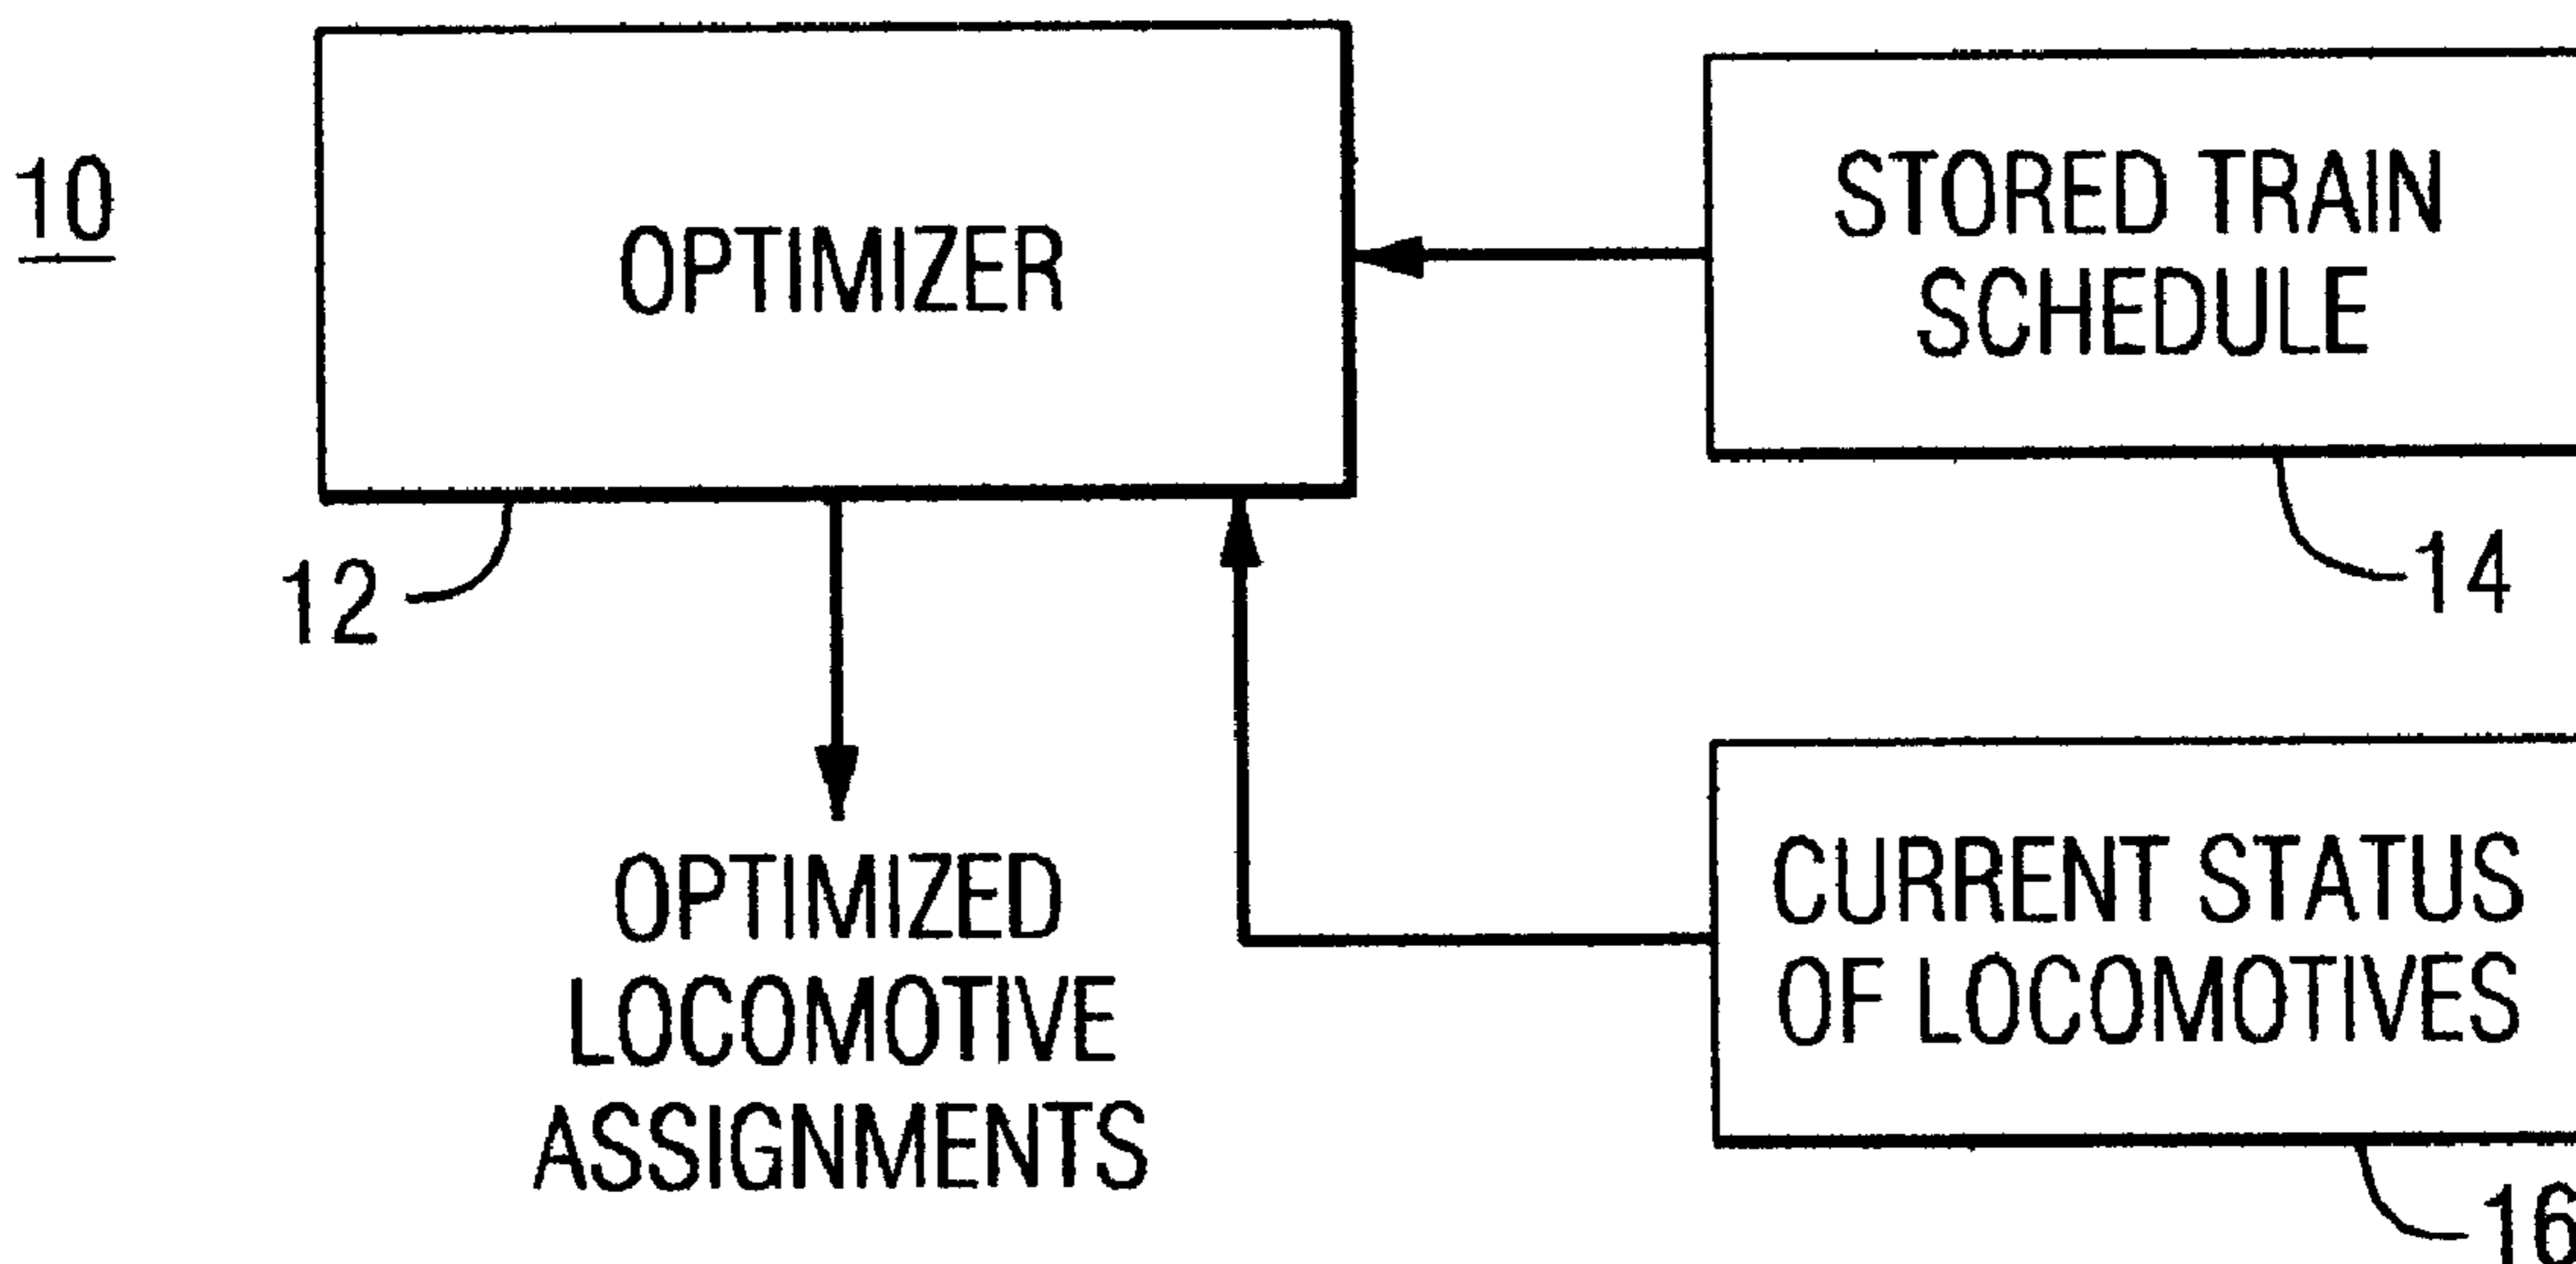 10
OPTIMIZER
STORED TRAIN
SCHEDULE
12
14
OPTIMIZED
LOCOMOTIVE
ASSIGNMENTS
CURRENT STATUS
OF LOCOMOTIVES
16